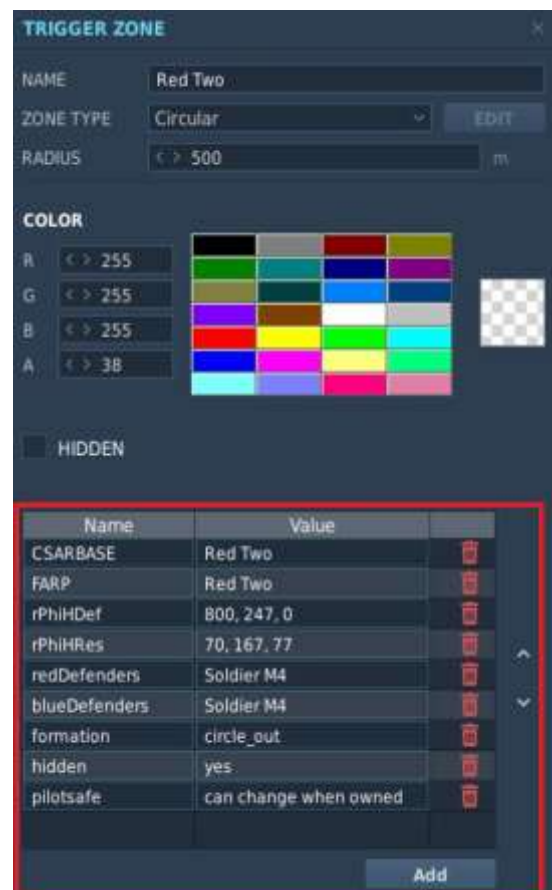 TRIGGER ZONE ×
NAME Red Two
ZONE TYPE Circular EDIT
RADIUS < > 500 m
COLOR
R < > 255
G < > 255
B < > 255
A < > 38
HIDDEN
Name Value
CSARBASE Red Two
FARP Red Two
rPhiHDef 800, 247, 0
rPhiHRes 70, 167, 77
redDefenders Soldier M4
blueDefenders Soldier M4
formation circle_out
hidden yes
pilotsafe can change when owned
Add